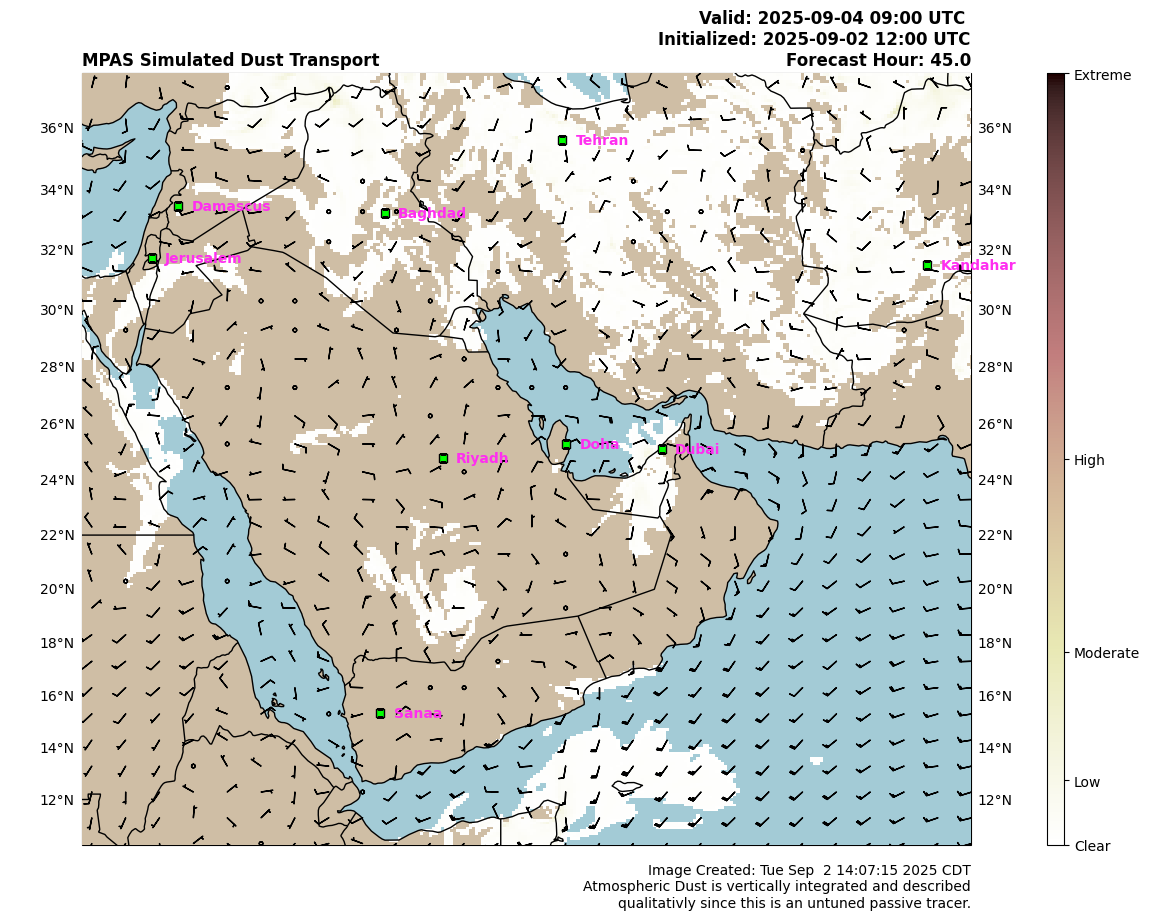 Valid: 2025-09-04 09:00 UTC
Initialized: 2025-09-02 12:00 UTC
MPAS Simulated Dust Transport
Forecast Hour: 45.0
Extreme
36°N
36°N
Tehran
34°N
34°N
Damascus
Baghdad
32°N
32°N
Jerusalem
Kandahar
30°N
30°N
28°N
28°N
26°N
26°N
Doha
Dubai
Riyadh
High
24°N
24°N
22°N
22°N
20°N
20°N
18°N
18°N
Moderate
16°N
16°N
Sanaa
14°N
14°N
Low
12°N
12°N
Clear
Image Created: Tue Sep  2 14:07:15 2025 CDT
Atmospheric Dust is vertically integrated and described
qualitativly since this is an untuned passive tracer.